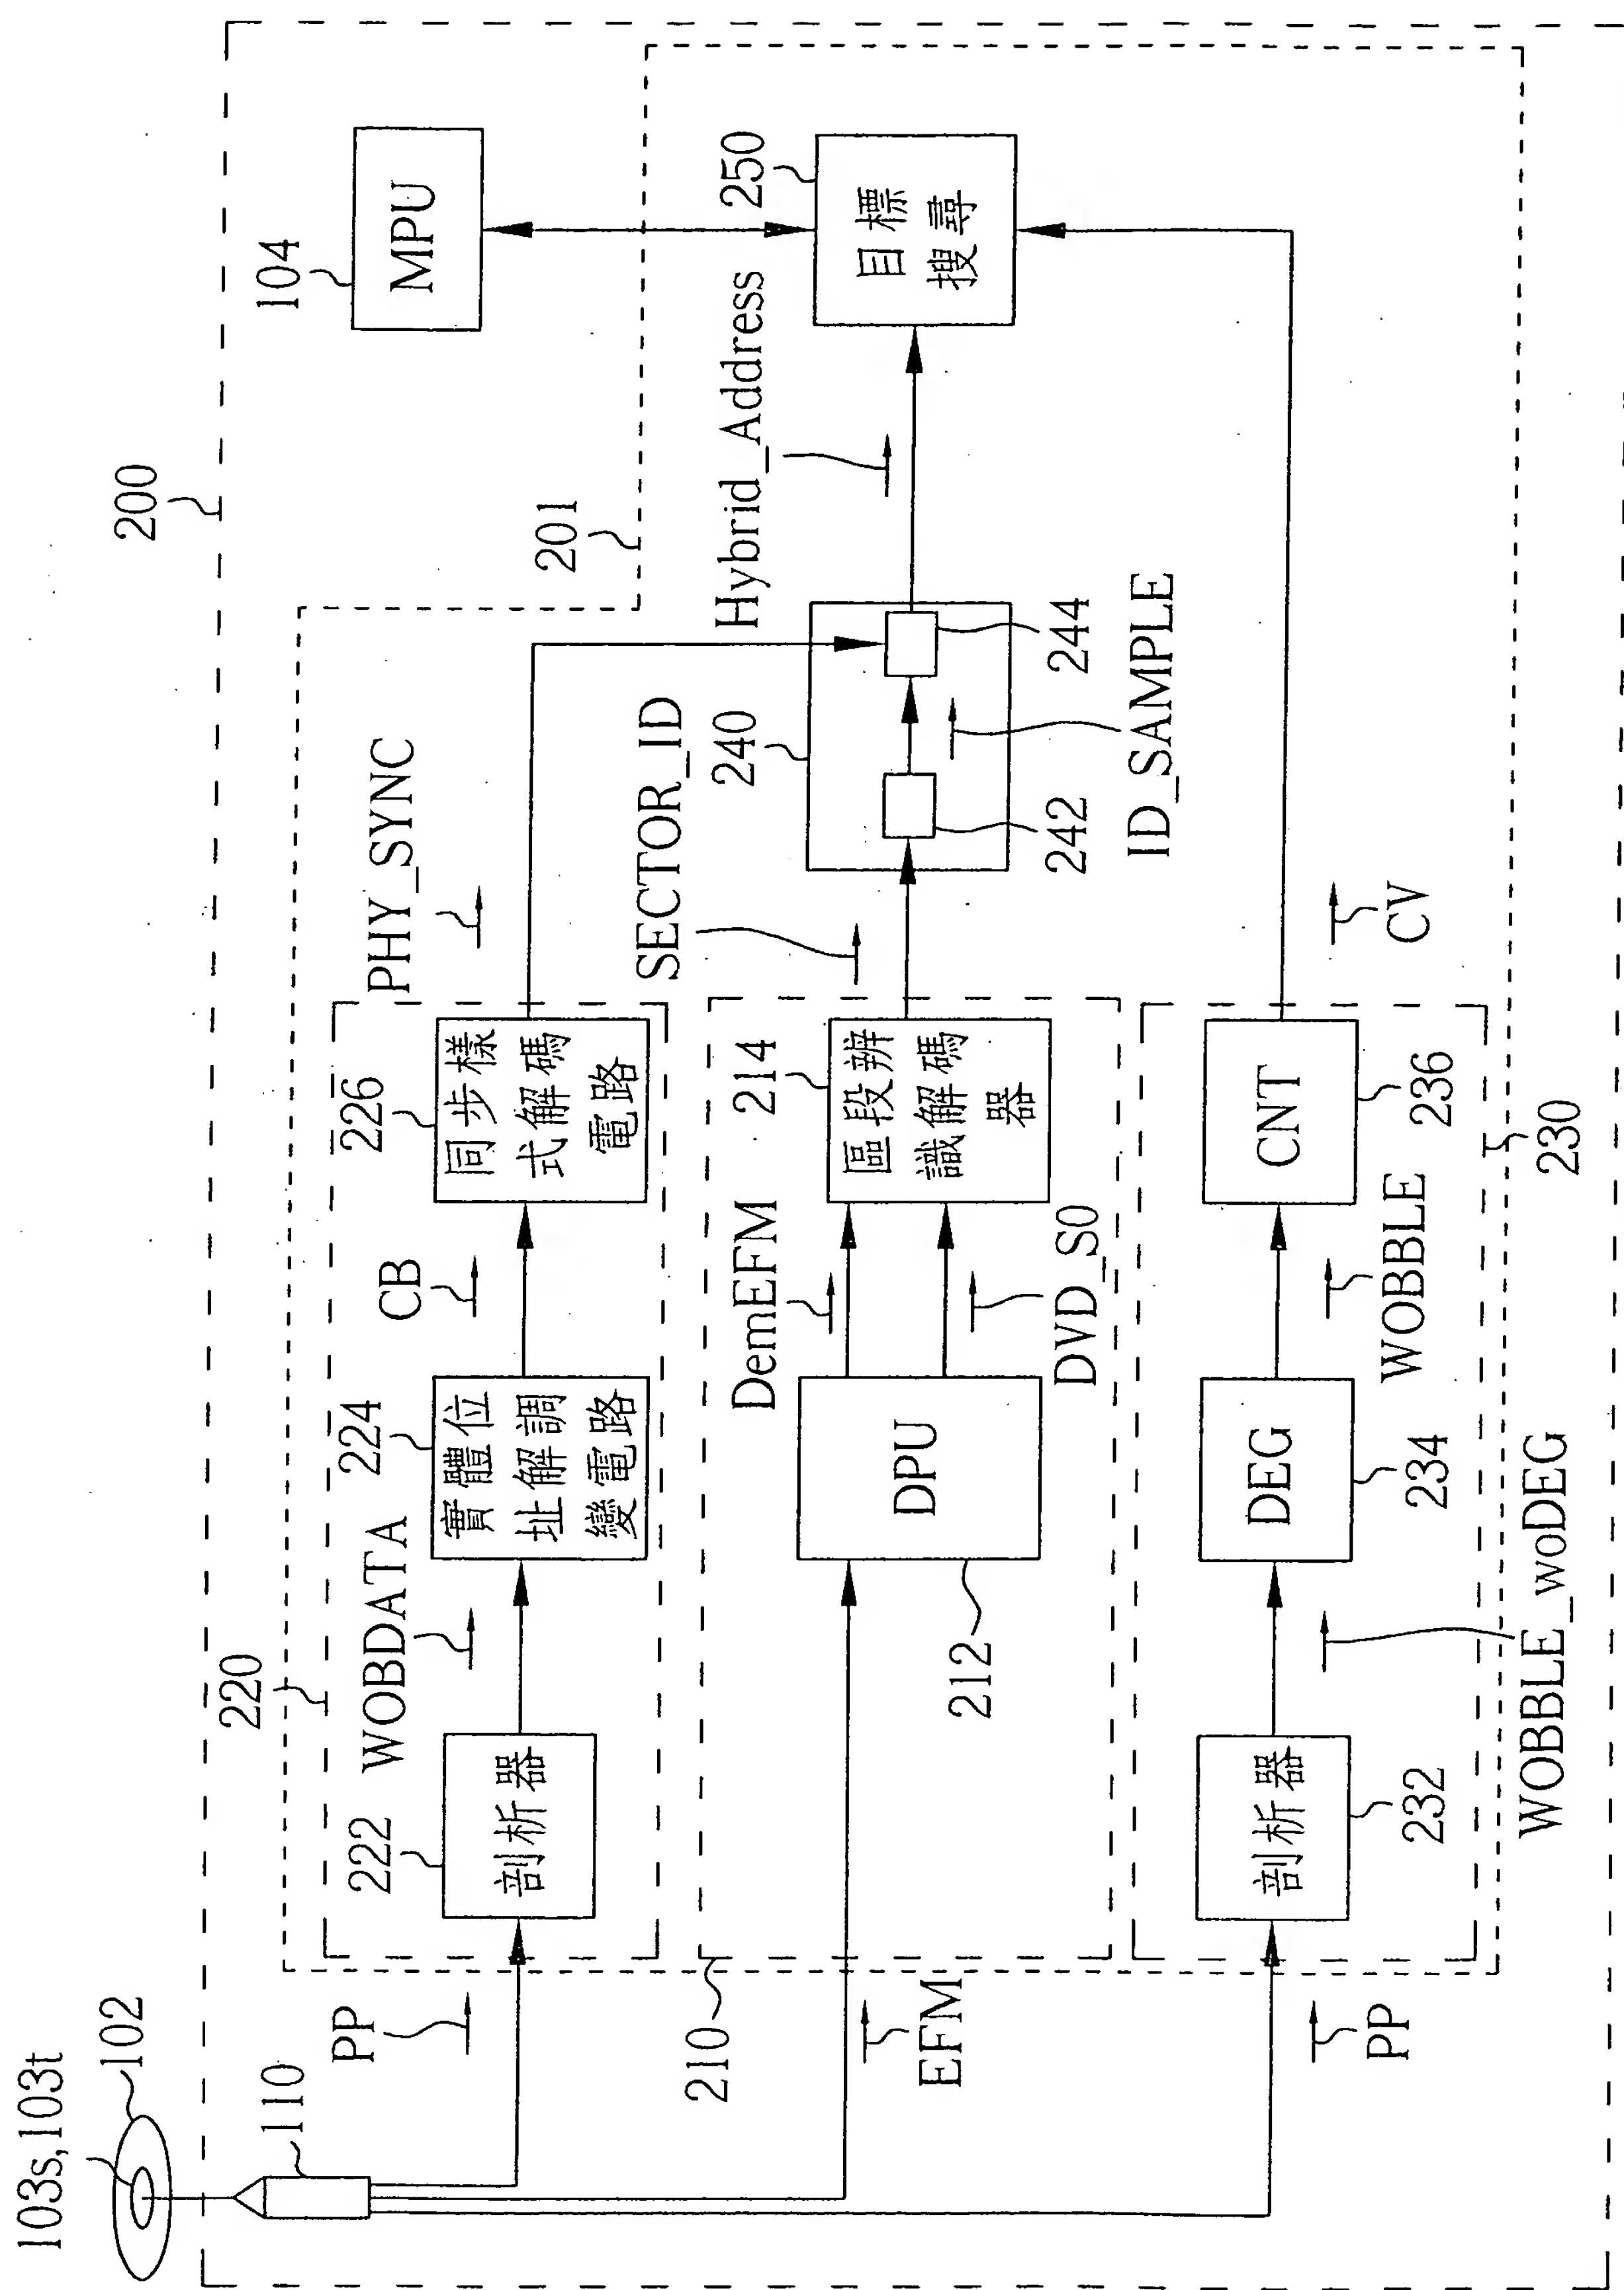 103s,103t
102
110
200
201
104
MPU
220
PP
222
剖析器
WOBDATA
224
實體位
址解調
變電路
CB
226
同步樣
式解碼
電路
PHY_SYNC
210
EFM
212
DPU
DemEFM
DVD_S0
214
區段辨
識解碼
器
SECTOR_ID
240
242
244
ID_SAMPLE
Hybrid_Address
250
目標
搜尋
PP
232
剖析器
WOBBLE_woDEG
234
DEG
WOBBLE
236
CNT
230
CV